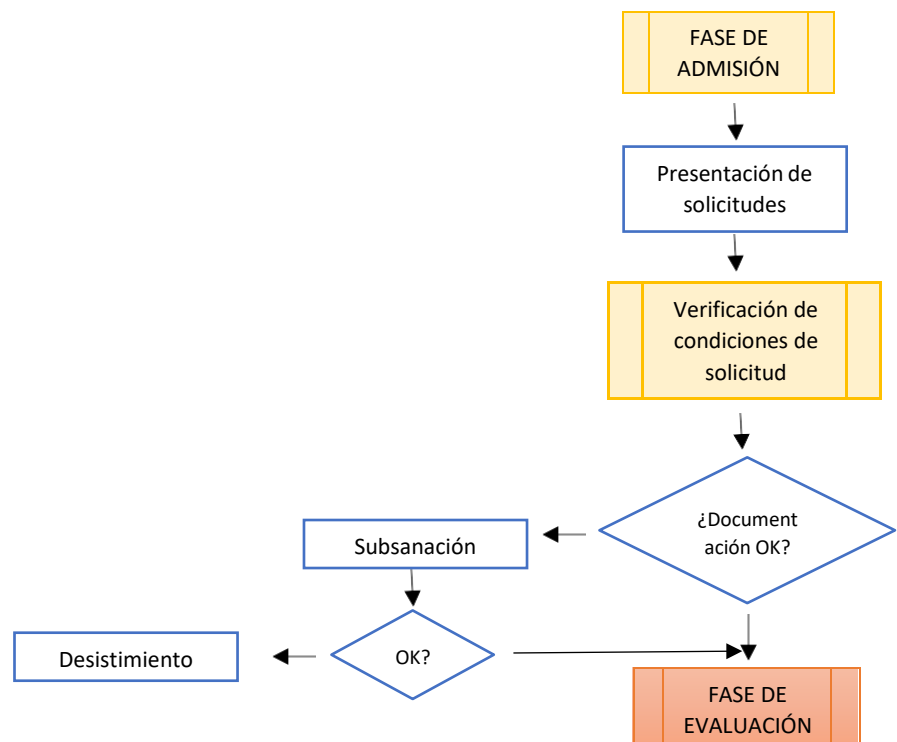 FASE DE
ADMISIÓN
Presentación de
solicitudes
Verificación de
condiciones de
solicitud
¿Document
ación OK?
Subsanación
OK?
Desistimiento
FASE DE
EVALUACIÓN